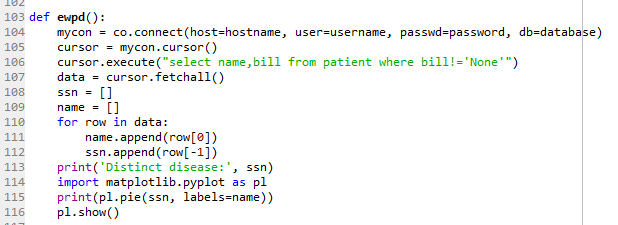 102
103 def ewpd():
104     mycon = co.connect(host=hostname, user=username, passwd=password, db=database)
105     cursor = mycon.cursor()
106     cursor.execute("select name,bill from patient where bill!='None'")
107     data = cursor.fetchall()
108     ssn = []
109     name = []
110     for row in data:
111         name.append(row[0])
112         ssn.append(row[-1])
113     print('Distinct disease:', ssn)
114     import matplotlib.pyplot as pl
115     print(pl.pie(ssn, labels=name))
116     pl.show()
117